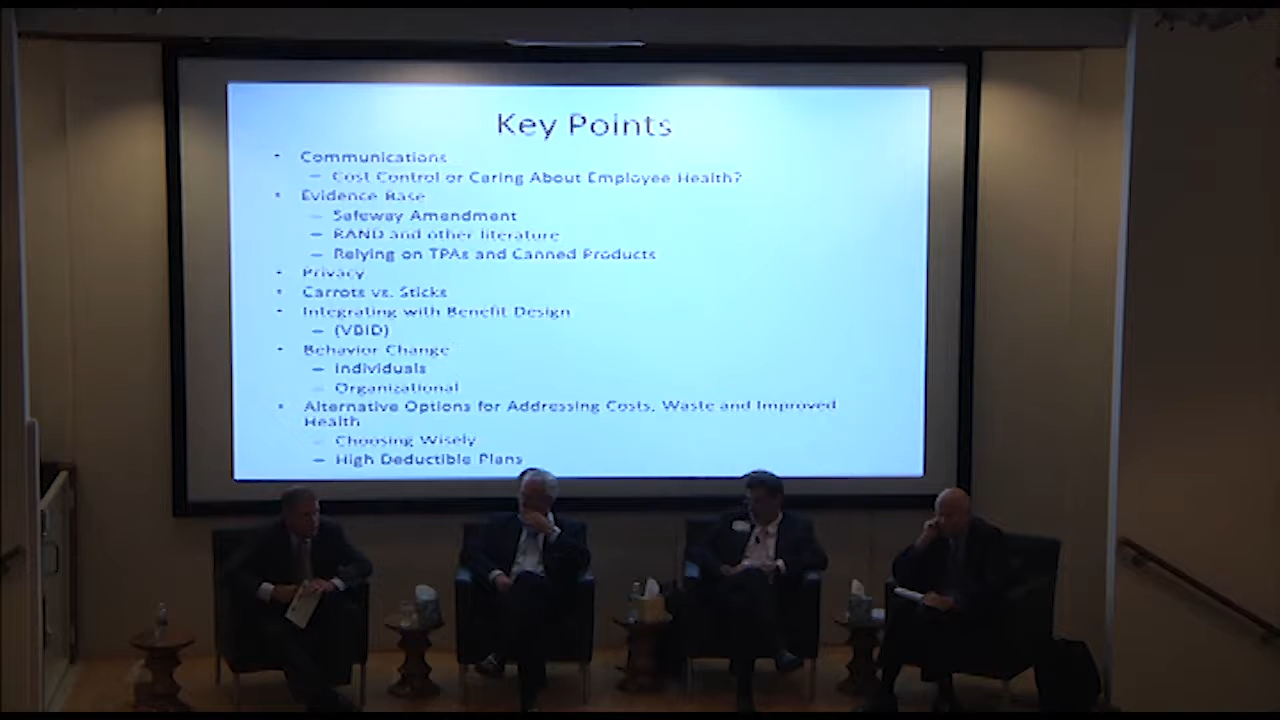 Key Points
• Communications
– Cost Control or Caring About Employee Health?
• Evidence Base
– Safeway Amendment
– RAND and other literature
– Relying on TPAs and Canned Products
• Privacy
• Carrots vs. Sticks
• Integrating with Benefit Design
– (VBID)
• Behavior Change
– Individuals
– Organizational
• Alternative Options for Addressing Costs, Waste and Improved
Health
– Choosing Wisely
– High Deductible Plans